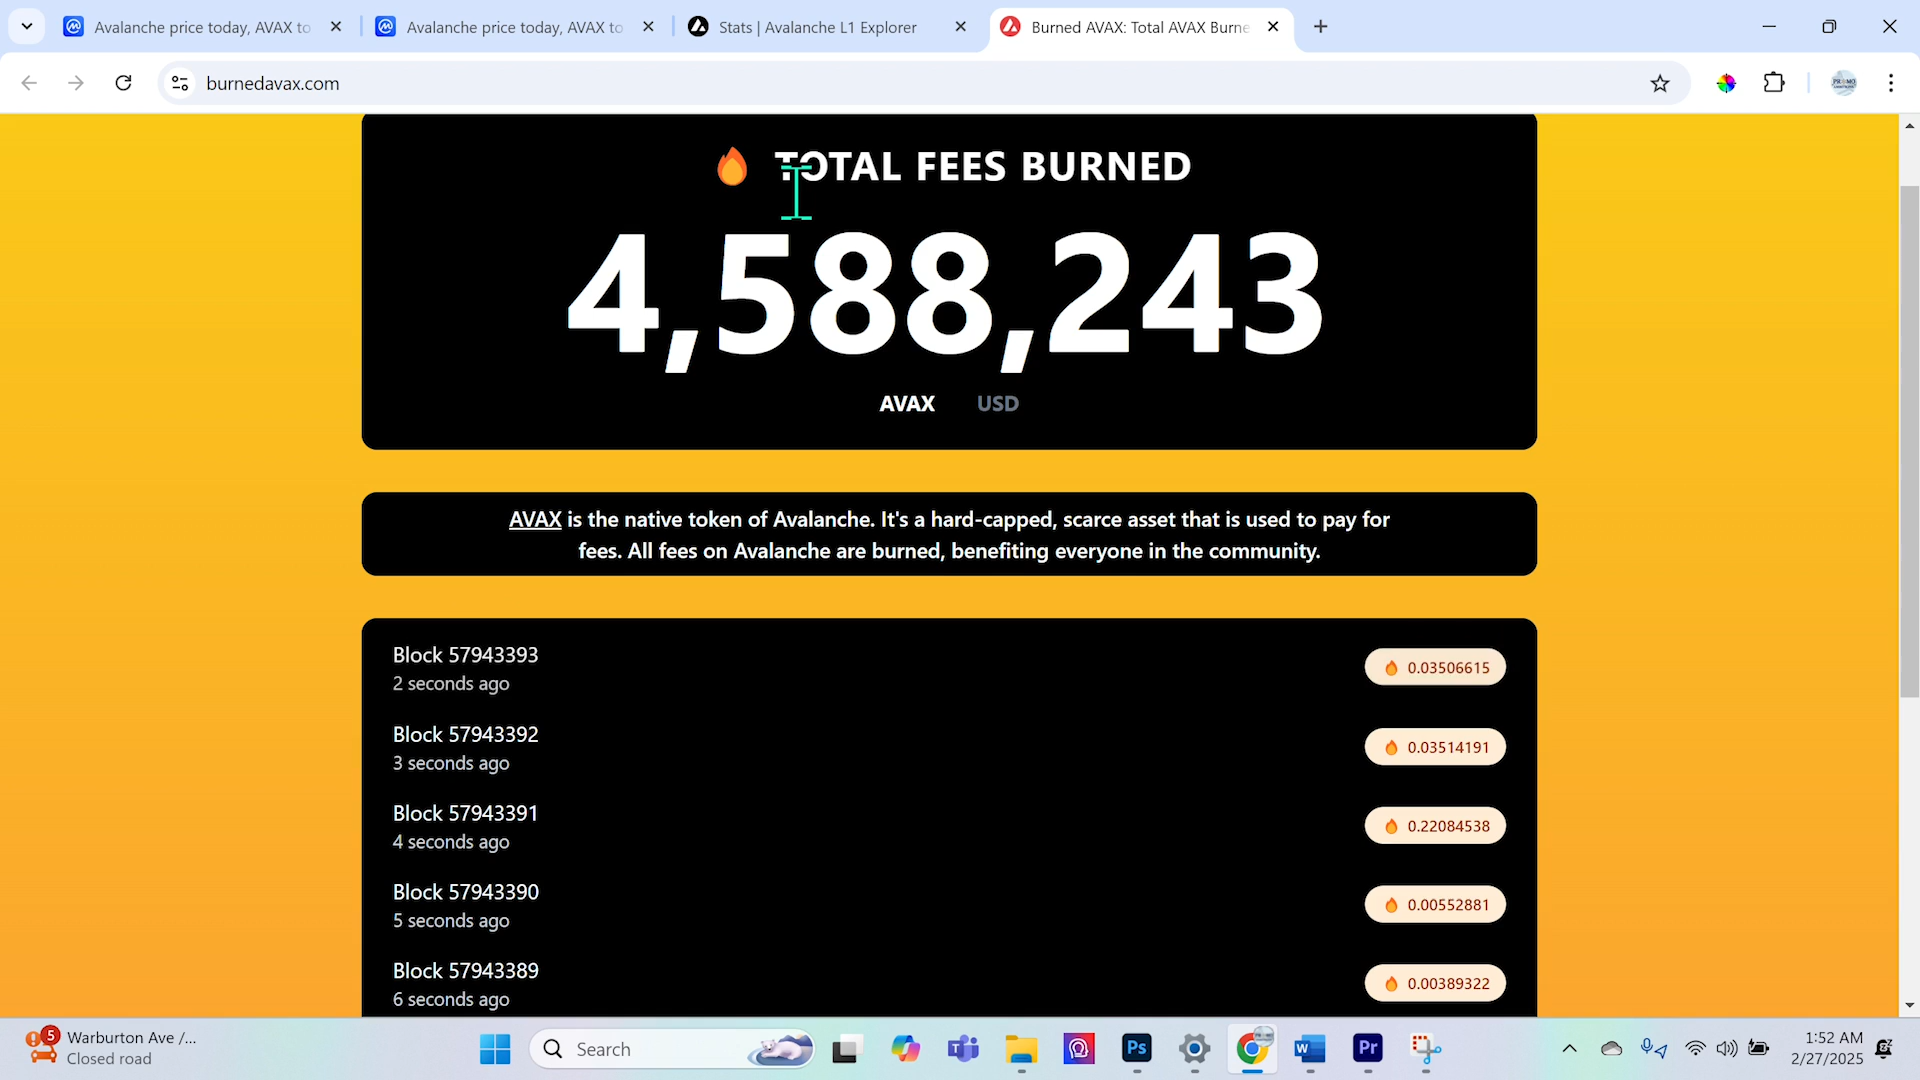 Avalanche price today, AVAX to
Avalanche price today, AVAX to
Stats | Avalanche L1 Explorer
Burned AVAX: Total AVAX Burne
burnedavax.com
TOTAL FEES BURNED
4,588,243
AVAX USD
AVAX is the native token of Avalanche. It's a hard-capped, scarce asset that is used to pay for
fees. All fees on Avalanche are burned, benefiting everyone in the community.
Block 57943393
2 seconds ago
0.03506615
Block 57943392
3 seconds ago
0.03514191
Block 57943391
4 seconds ago
0.22084538
Block 57943390
5 seconds ago
0.00552881
Block 57943389
6 seconds ago
0.00389322
5
Warburton Ave /...
Closed road
Search
Ps
W
Pr
1:52 AM
2/27/2025